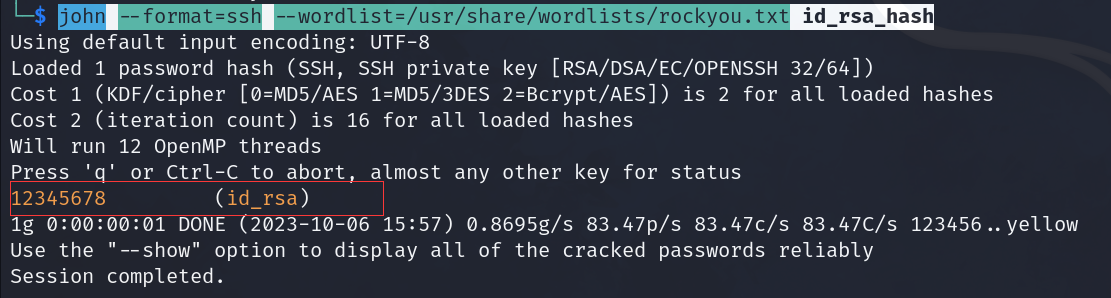 └─$ john --format=ssh --wordlist=/usr/share/wordlists/rockyou.txt id_rsa_hash
Using default input encoding: UTF-8
Loaded 1 password hash (SSH, SSH private key [RSA/DSA/EC/OPENSSH 32/64])
Cost 1 (KDF/cipher [0=MD5/AES 1=MD5/3DES 2=Bcrypt/AES]) is 2 for all loaded hashes
Cost 2 (iteration count) is 16 for all loaded hashes
Will run 12 OpenMP threads
Press 'q' or Ctrl-C to abort, almost any other key for status
12345678         (id_rsa)
1g 0:00:00:01 DONE (2023-10-06 15:57) 0.8695g/s 83.47p/s 83.47c/s 83.47C/s 123456..yellow
Use the "--show" option to display all of the cracked passwords reliably
Session completed.